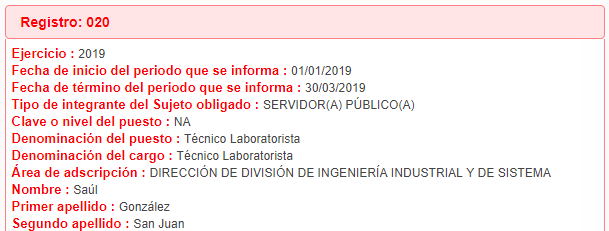 Registro: 020
Ejercicio : 2019
Fecha de inicio del periodo que se informa : 01/01/2019
Fecha de término del periodo que se informa : 30/03/2019
Tipo de integrante del Sujeto obligado : SERVIDOR(A) PÚBLICO(A)
Clave o nivel del puesto : NA
Denominación del puesto : Técnico Laboratorista
Denominación del cargo : Técnico Laboratorista
Área de adscripción : DIRECCIÓN DE DIVISIÓN DE INGENIERÍA INDUSTRIAL Y DE SISTEMA
Nombre : Saúl
Primer apellido : González
Segundo apellido : San Juan